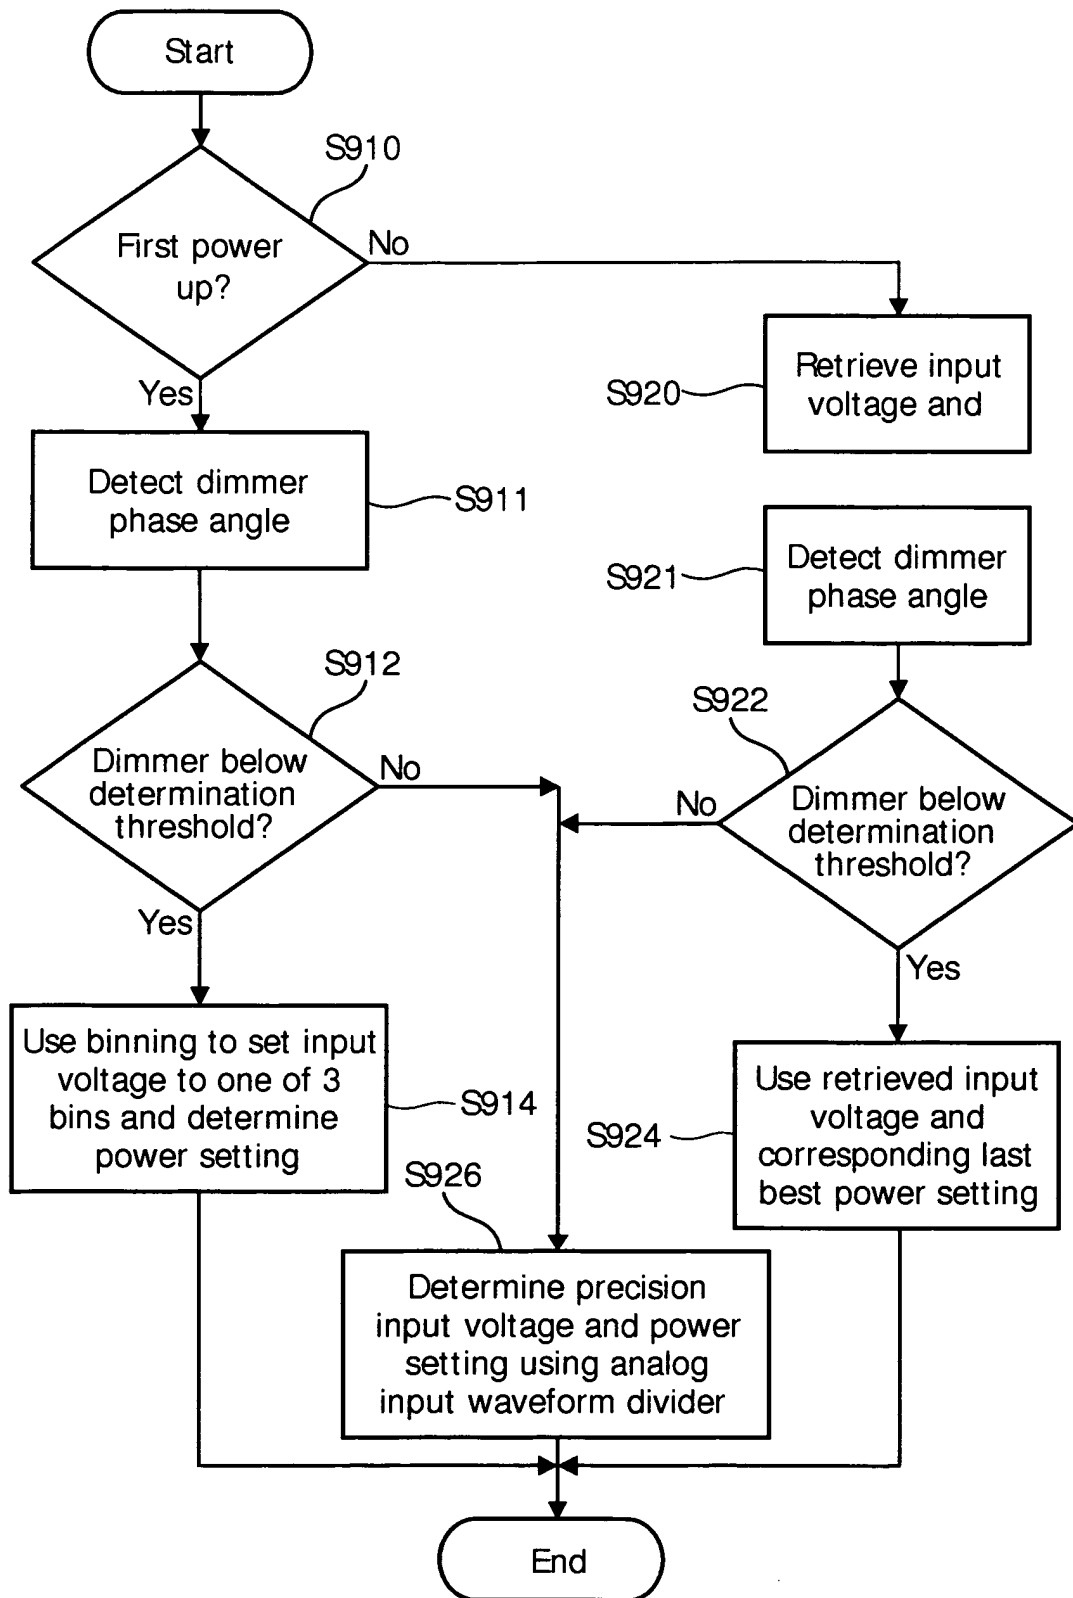 Start
S910
First power
up?
No
Yes
Retrieve input
voltage and
S920
Detect dimmer
phase angle
S911
Detect dimmer
phase angle
S921
S912
Dimmer below
determination
threshold?
No
Yes
S922
Dimmer below
determination
threshold?
No
Yes
Use binning to set input
voltage to one of 3
bins and determine
power setting
S914
Use retrieved input
voltage and
corresponding last
best power setting
S924
S926
Determine precision
input voltage and power
setting using analog
input waveform divider
End